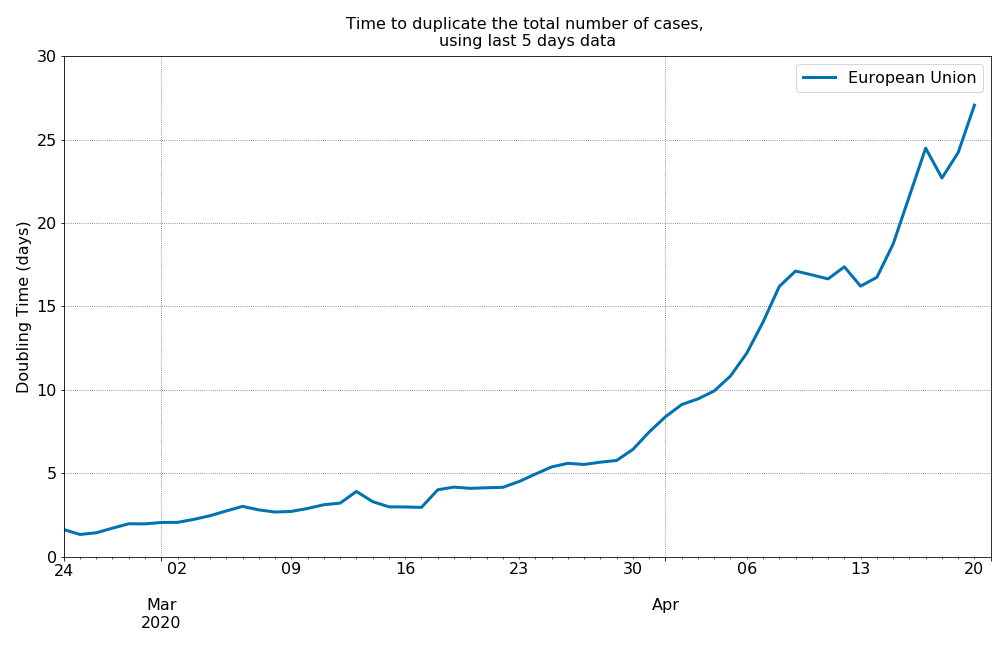 Time to duplicate the total number of cases,
using last 5 days data
European Union
Doubling Time (days)
30
25
20
15
10
5
0
24 02 09 16 23 30 06 13 20
Mar Apr
2020